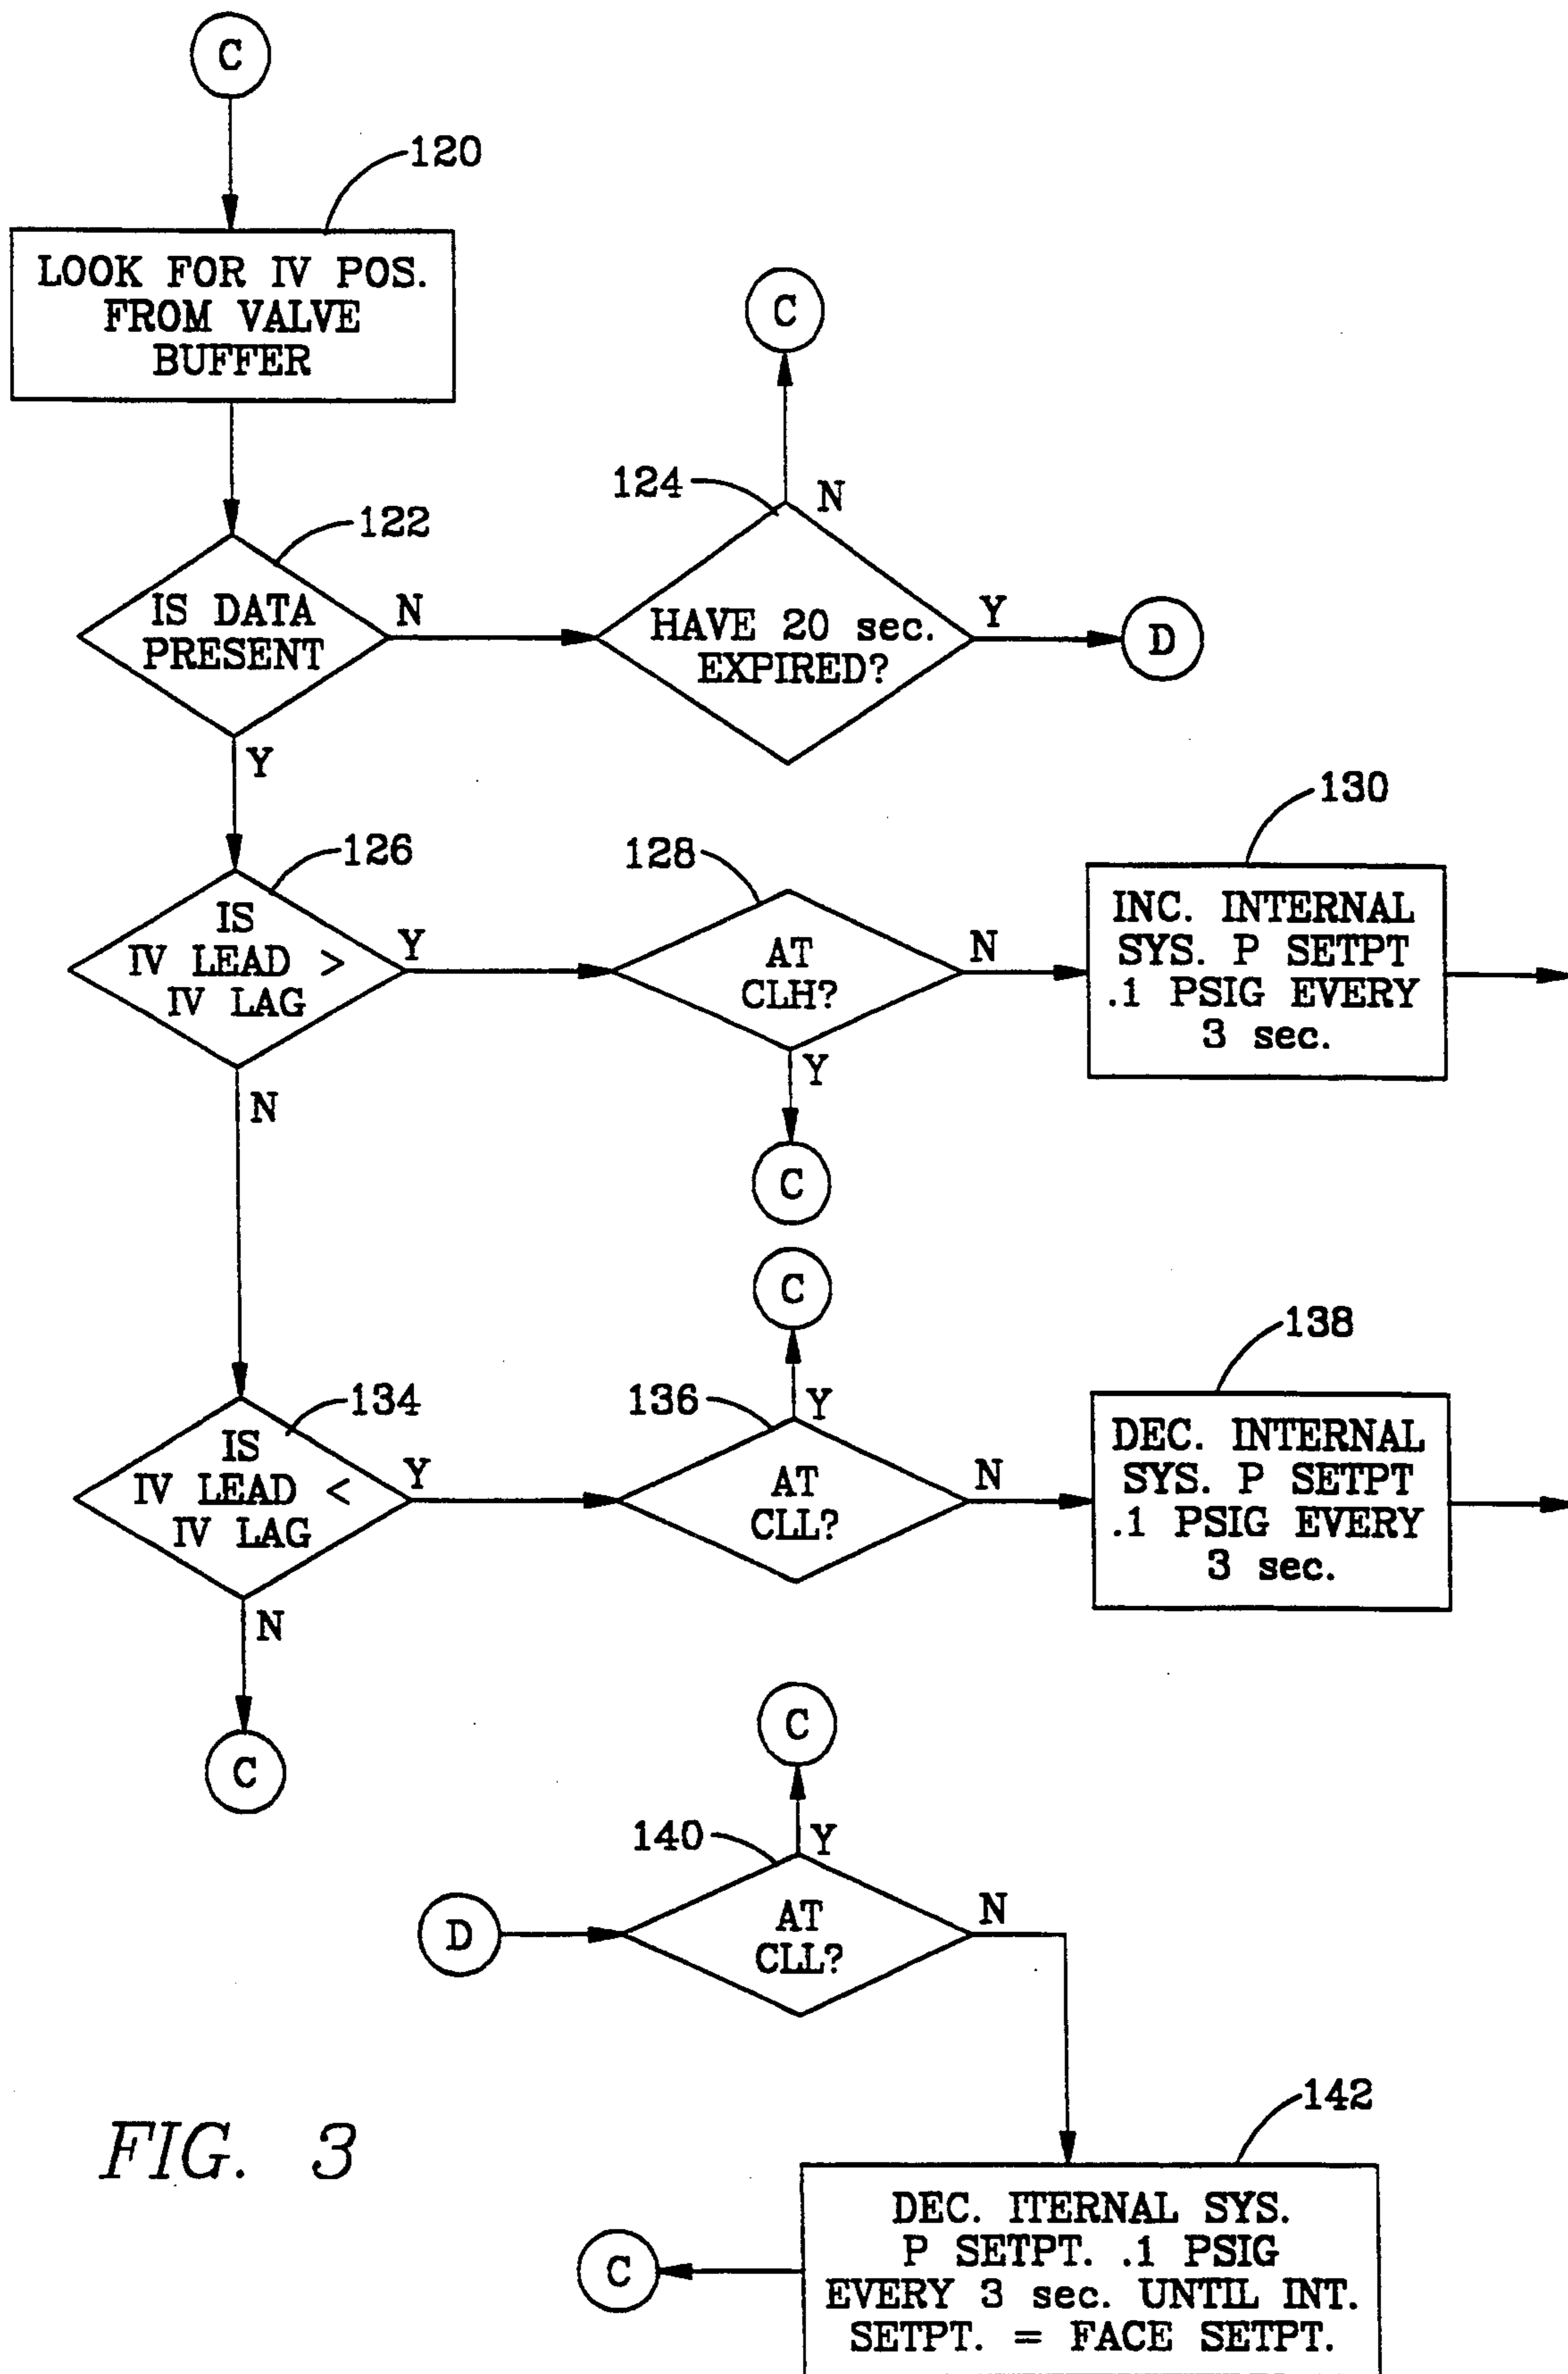 C
120
LOOK FOR IV POS.
FROM VALVE
BUFFER
C
124
N
122
IS DATA
PRESENT
N
HAVE 20 sec.
EXPIRED?
Y
D
Y
126
IS
IV LEAD >
IV LAG
Y
128
AT
CLH?
N
130
INC. INTERNAL
SYS. P SETPT
.1 PSIG EVERY
3 sec.
Y
C
N
C
134
IS
IV LEAD <
IV LAG
Y
136
Y
AT
CLL?
N
138
DEC. INTERNAL
SYS. P SETPT
.1 PSIG EVERY
3 sec.
N
C
C
140
Y
D
AT
CLL?
N
142
DEC. ITERNAL SYS.
P SETPT. .1 PSIG
EVERY 3 sec. UNTIL INT.
SETPT. = FACE SETPT.
C
FIG. 3